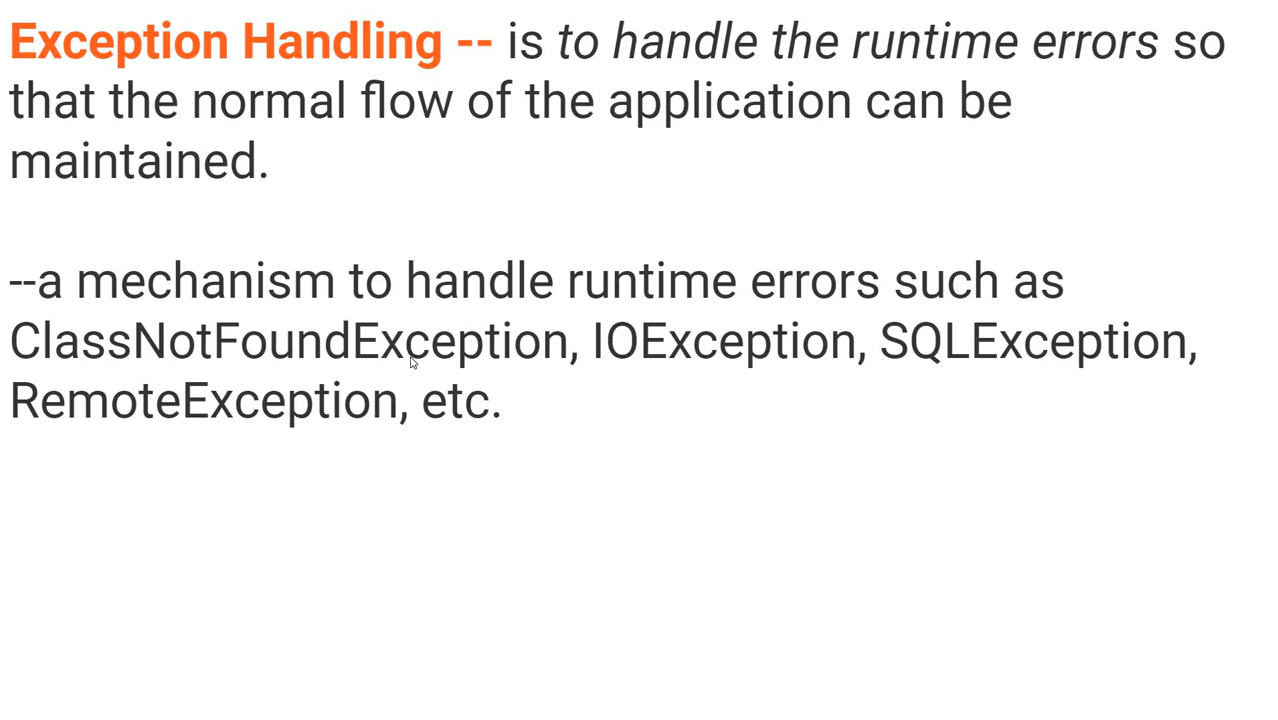 Exception Handling -- is to handle the runtime errors so
that the normal flow of the application can be
maintained.
--a mechanism to handle runtime errors such as
ClassNotFoundException, IOException, SQLException,
RemoteException, etc.